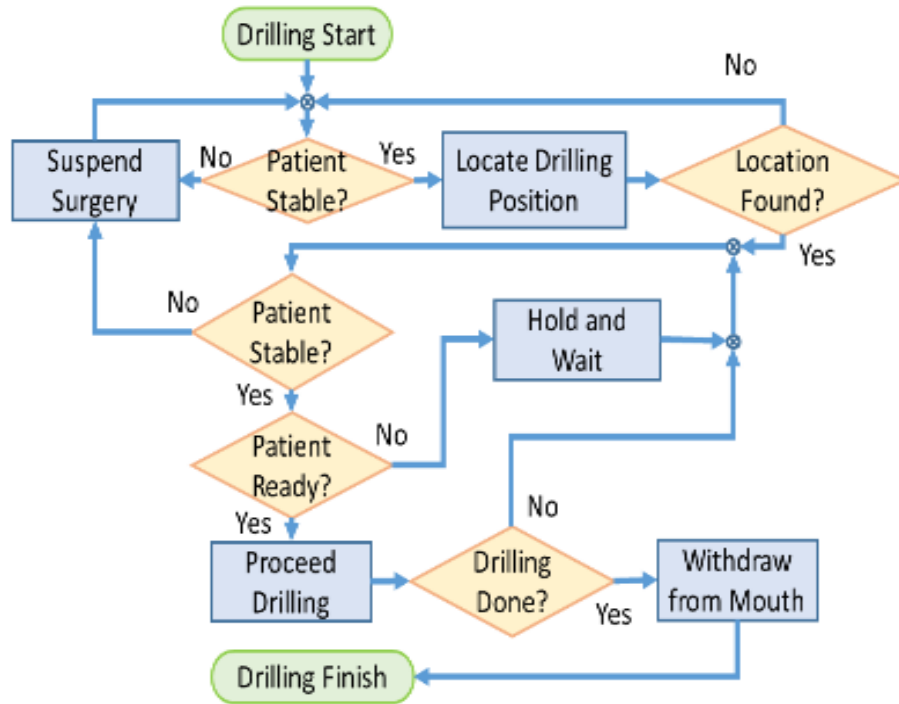 Drilling Start
No
Suspend
Surgery
No
Patient
Stable?
Yes
Locate Drilling
Position
Location
Found?
Yes
No
Patient
Stable?
Hold and
Wait
Yes
Patient
Ready?
No
Yes
No
Proceed
Drilling
Drilling
Done?
Yes
Withdraw
from Mouth
Drilling Finish